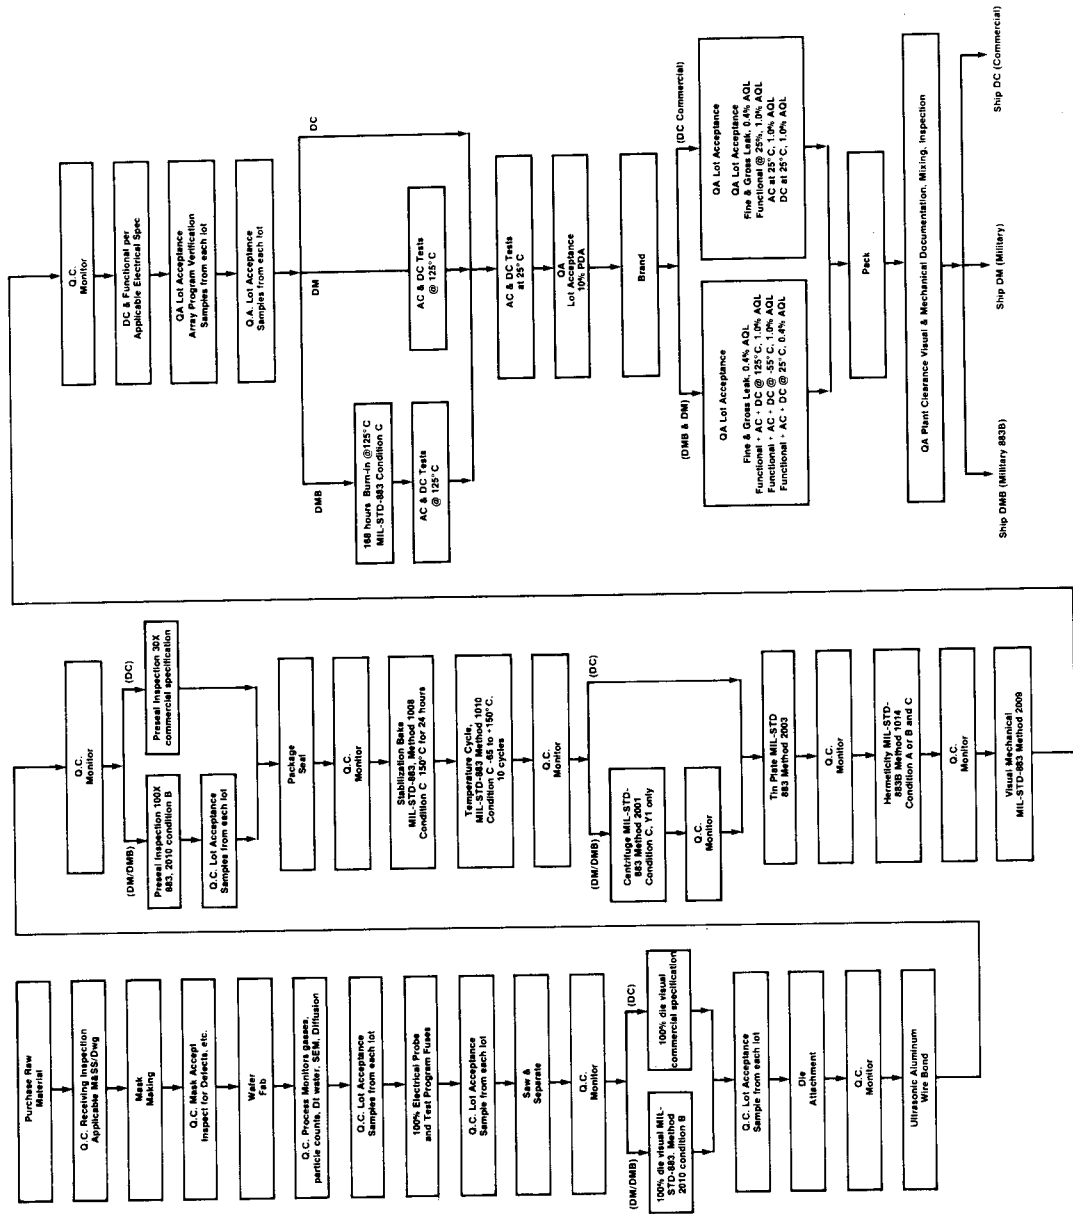 Purchase Raw
Material
Q.C. Receiving Inspection
Applicable M&SS/Dwg
Mask
Making
Q.C. Mask Accept
Inspect for Defects, etc.
Wafer
Fab
Q.C. Process Monitors gasses,
particle counts, DI water, SEM, Diffusion
Q.C. Lot Acceptance
Samples from each lot
100% Electrical Probe
and Test Program Fuses
Q.C. Lot Acceptance
Sample from each lot
Saw &
Separate
Q.C.
Monitor
(DM/DMB)
(DC)
100% die visual MIL-
STD-883, Method
2010 condition B
100% die visual
commercial specification
Q.C. Lot Acceptance
Sample from each lot
Die
Attachment
Q.C.
Monitor
Ultrasonic Aluminum
Wire Bond
Q.C.
Monitor
(DM/DMB)
(DC)
Preseal Inspection 100X
883, 2010 condition B
Preseal Inspection 30X
commercial specification
Q.C. Lot Acceptance
Samples from each lot
Package
Seal
Q.C.
Monitor
Stabilization Bake
MIL-STD-883, Method 1008
Condition C 150°C for 24 hours
Temperature Cycle,
MIL-STD-883 Method 1010
Condition C -65 to +150°C.
10 cycles
Q.C.
Monitor
(DM/DMB)
(DC)
Centrifuge MIL-STD-
883 Method 2001
Condition C, Y1 only
Q.C.
Monitor
Tin Plate MIL-STD
883 Method 2003
Q.C.
Monitor
Hermeticity MIL-STD-
883B Method 1014
Condition A or B and C
Q.C.
Monitor
Visual Mechanical
MIL-STD-883 Method 2009
Q.C.
Monitor
DC & Functional per
Applicable Electrical Spec
QA Lot Acceptance
Array Program Verification
Samples from each lot
Q.A. Lot Acceptance
Samples from each lot
DMB
DM
DC
168 hours Burn-in @125°C
MIL-STD-883 Condition C
AC & DC Tests
@ 125°C
AC & DC Tests
@ 125°C
AC & DC Tests
at 25°C
QA
Lot Acceptance
10% PDA
Brand
(DMB & DM)
(DC Commercial)
QA Lot Acceptance
Fine & Gross Leak, 0.4% AQL
Functional + AC + DC @ 125°C, 1.0% AQL
Functional + AC + DC @ -55°C, 1.0% AQL
Functional + AC + DC @ 25°C, 0.4% AQL
QA Lot Acceptance
QA Lot Acceptance
Fine & Gross Leak, 0.4% AQL
Functional @ 25%, 1.0% AQL
AC at 25°C, 1.0% AQL
DC at 25°C, 1.0% AQL
Pack
QA Plant Clearance Visual & Mechanical Documentation, Mixing, Inspection
Ship DMB (Military 883B)
Ship DM (Military)
Ship DC (Commercial)